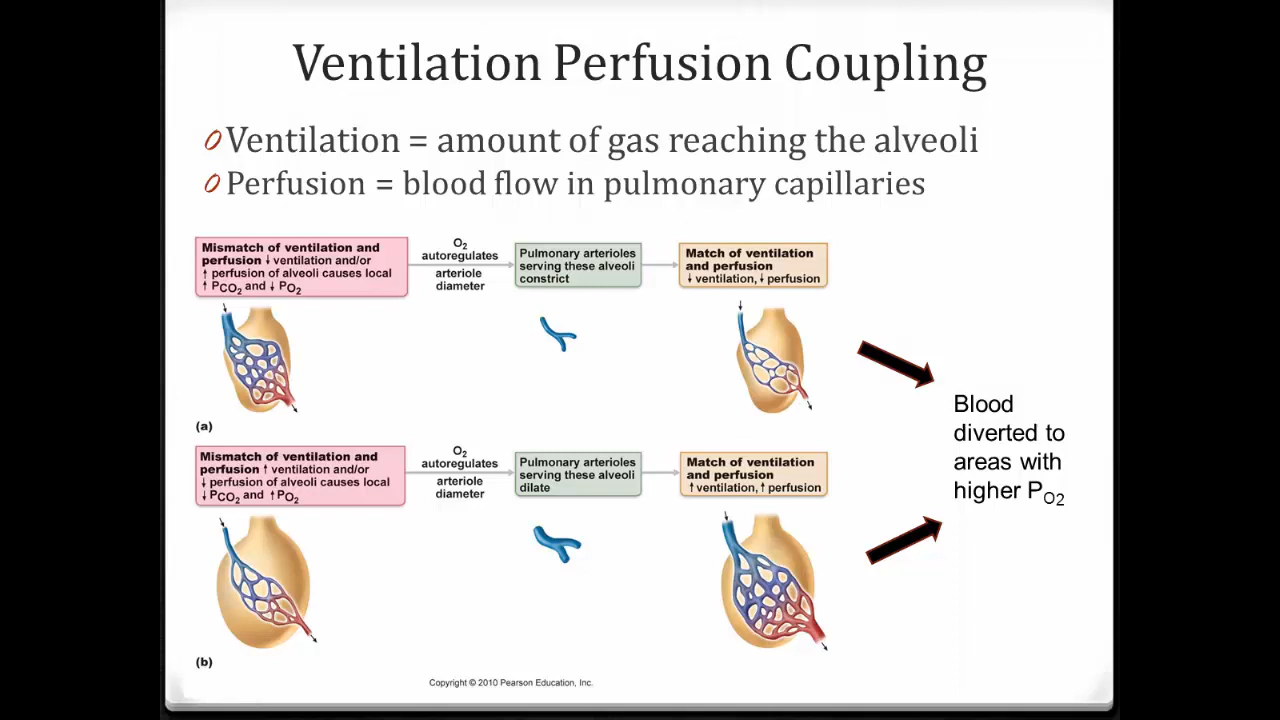 Ventilation Perfusion Coupling
Ventilation = amount of gas reaching the alveoli
Perfusion = blood flow in pulmonary capillaries
Mismatch of ventilation and
perfusion ↓ ventilation and/or
↑ perfusion of alveoli causes local
↑ PCO2 and ↓ PO2
O2
autoregulates
arteriole
diameter
Pulmonary arterioles
serving these alveoli
constrict
Match of ventilation
and perfusion
↓ ventilation, ↓ perfusion
(a)
Mismatch of ventilation and
perfusion ↑ ventilation and/or
↓ perfusion of alveoli causes local
↓ PCO2 and ↑ PO2
O2
autoregulates
arteriole
diameter
Pulmonary arterioles
serving these alveoli
dilate
Match of ventilation
and perfusion
↑ ventilation, ↑ perfusion
(b)
Blood
diverted to
areas with
higher PO2
Copyright © 2010 Pearson Education, Inc.